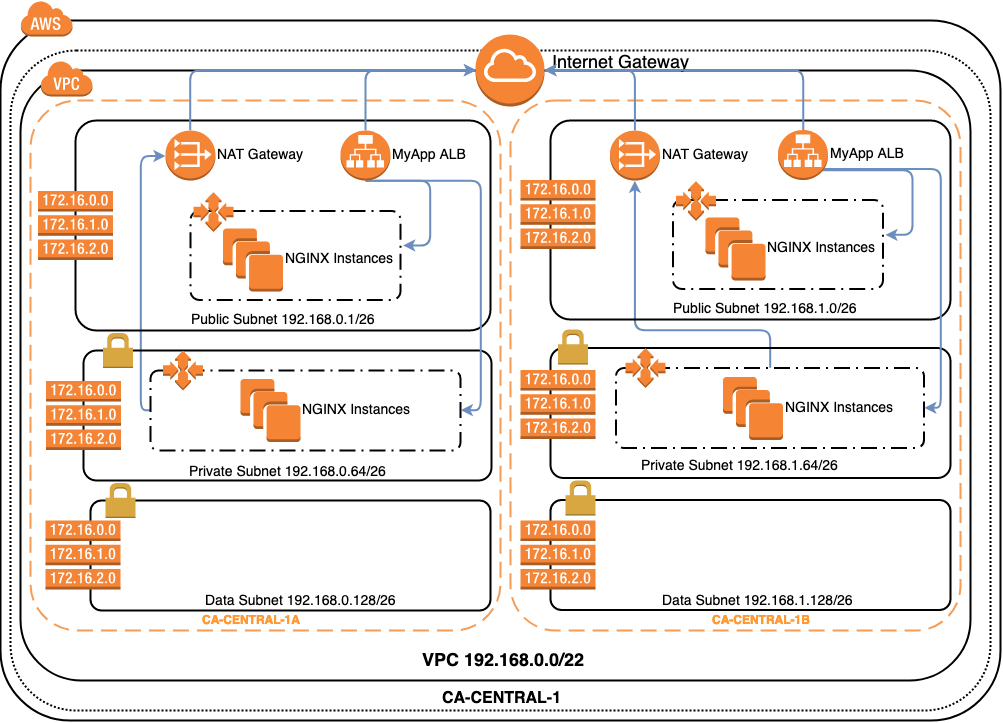 AWS
Internet Gateway
VPC
NAT Gateway
MyApp ALB
172.16.0.0
172.16.1.0
172.16.2.0
NGINX Instances
Public Subnet 192.168.0.1/26
172.16.0.0
172.16.1.0
172.16.2.0
NGINX Instances
Private Subnet 192.168.0.64/26
172.16.0.0
172.16.1.0
172.16.2.0
Data Subnet 192.168.0.128/26
CA-CENTRAL-1A
NAT Gateway
MyApp ALB
172.16.0.0
172.16.1.0
172.16.2.0
NGINX Instances
Public Subnet 192.168.1.0/26
172.16.0.0
172.16.1.0
172.16.2.0
NGINX Instances
Private Subnet 192.168.1.64/26
172.16.0.0
172.16.1.0
172.16.2.0
Data Subnet 192.168.1.128/26
CA-CENTRAL-1B
VPC 192.168.0.0/22
CA-CENTRAL-1